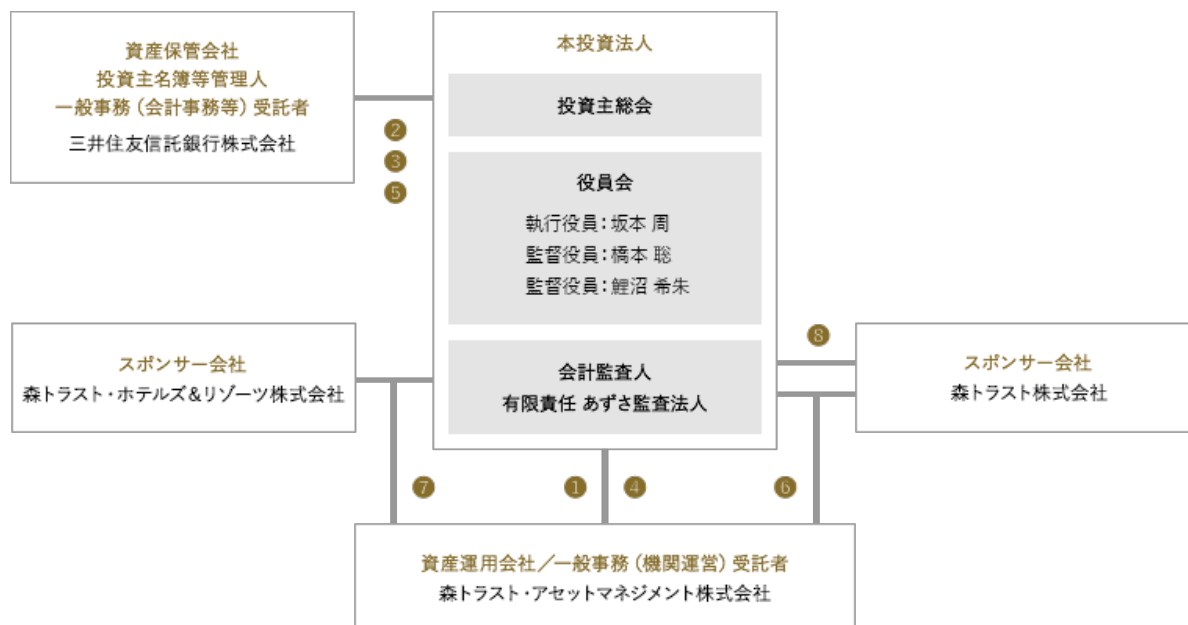 資産保管会社
投資主名簿等管理人
一般事務（会計事務等）受託者
三井住友信託銀行株式会社
❷
❸
❺
本投資法人
投資主総会
役員会
執行役員：坂本 周
監督役員：橋本 聡
監督役員：鯉沼 希朱
会計監査人
有限責任 あずさ監査法人
スポンサー会社
森トラスト・ホテルズ＆リゾーツ株式会社
❽
スポンサー会社
森トラスト株式会社
❼
❶
❹
❻
資産運用会社／一般事務（機関運営）受託者
森トラスト・アセットマネジメント株式会社